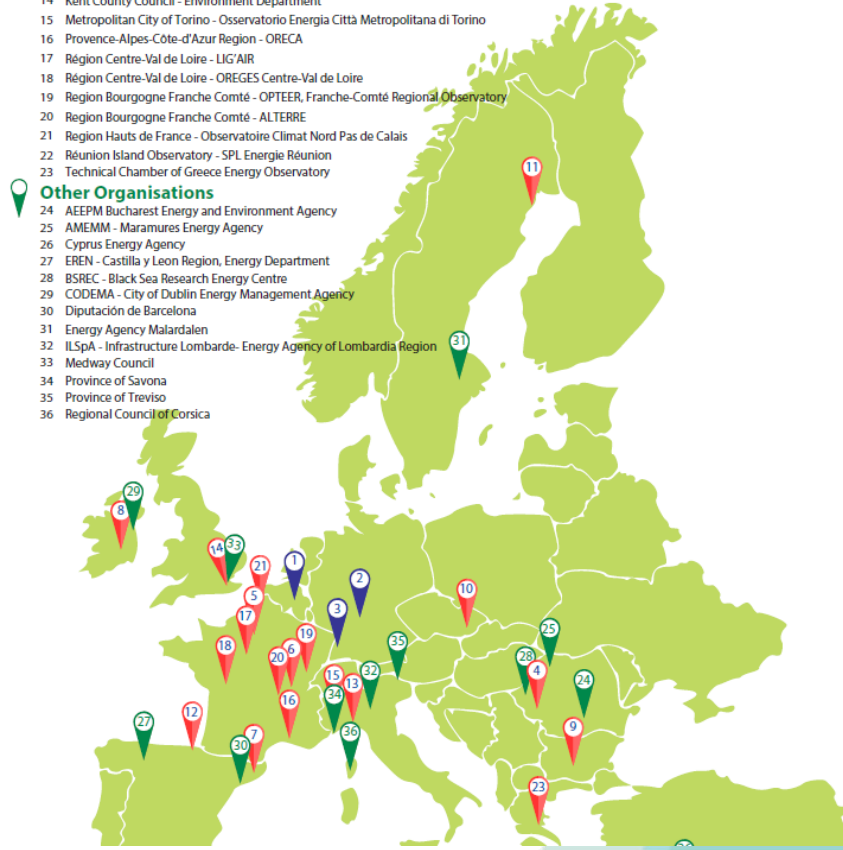 14 Kent County Council - Environment Department
15 Metropolitan City of Torino - Osservatorio Energia Città Metropolitana di Torino
16 Provence-Alpes-Côte-d'Azur Region - ORECA
17 Région Centre-Val de Loire - LIG'AIR
18 Région Centre-Val de Loire - OREGES Centre-Val de Loire
19 Region Bourgogne Franche Comté - OPTEER, Franche-Comté Regional Observatory
20 Region Bourgogne Franche Comté - ALTERRE
21 Region Hauts de France - Observatoire Climat Nord Pas de Calais
22 Réunion Island Observatory - SPL Energie Réunion
23 Technical Chamber of Greece Energy Observatory
Other Organisations
24 AEEPM Bucharest Energy and Environment Agency
25 AMEMM - Maramures Energy Agency
26 Cyprus Energy Agency
27 EREN - Castilla y Leon Region, Energy Department
28 BSREC - Black Sea Research Energy Centre
29 CODEMA - City of Dublin Energy Management Agency
30 Diputación de Barcelona
31 Energy Agency Malardalen
32 ILSpA - Infrastructure Lombarde- Energy Agency of Lombardia Region
33 Medway Council
34 Province of Savona
35 Province of Treviso
36 Regional Council of Corsica
11
31
29
8
14
33
21
1
2
5
3
10
17
19
25
18
6
35
20
28
4
15
32
13
24
34
16
12
27
9
36
7
30
23